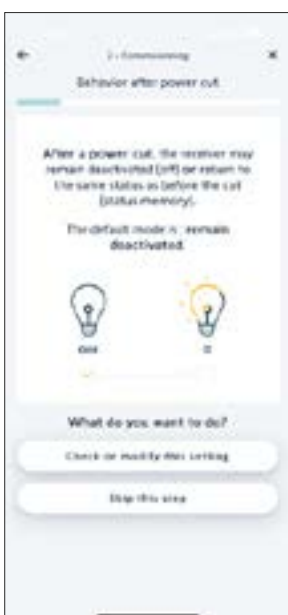 2 - Commissioning
Behavior after power cut
After a power cut, the receiver may
remain deactivated (off) or return to
the same status as before the cut
(status memory).
The default mode is : remain
deactivated.
What do you want to do?
Check or modify this setting
Skip this step